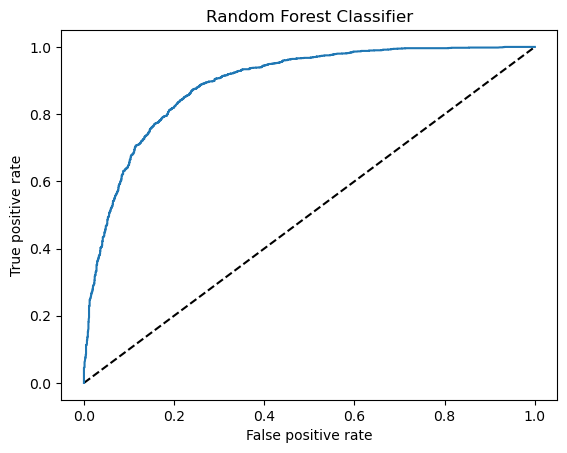 Random Forest Classifier
1.0
0.8
0.6
0.4
0.2
0.0
True positive rate
0.0 0.2 0.4 0.6 0.8 1.0
False positive rate